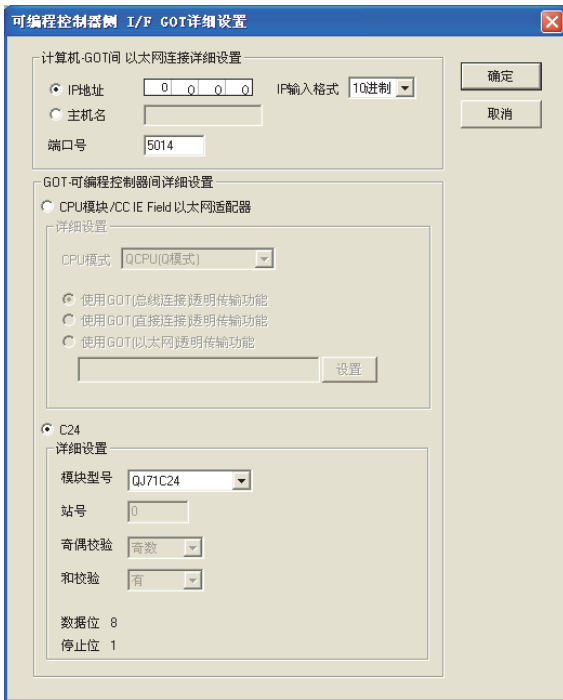 可编程控制器侧 I/F GOT详细设置
计算机-GOT间 以太网连接详细设置
IP地址 0 0 0 0 IP输入格式 10进制
确定
主机名
取消
端口号 5014
GOT-可编程控制器间详细设置
CPU模块/CC IE Field 以太网适配器
详细设置
CPU模式 QCPU(Q模式)
使用GOT(总线连接)透明传输功能
使用GOT(直接连接)透明传输功能
使用GOT(以太网)透明传输功能
设置
C24
详细设置
模块型号 QJ71C24
站号 0
奇偶校验 奇数
和校验 有
数据位 8
停止位 1